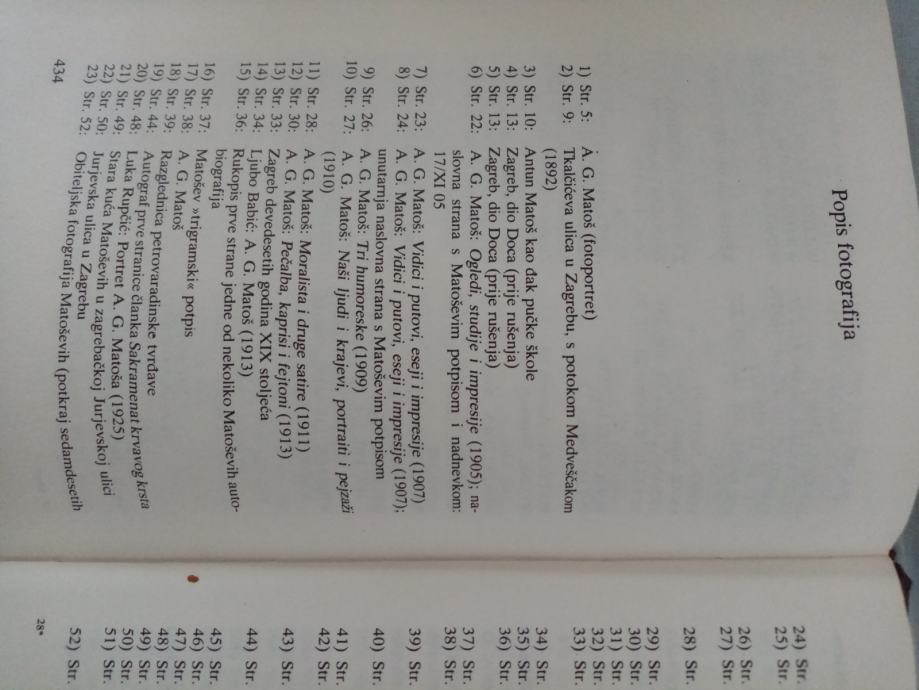 Popis fotografija
1) Str. 5: A. G. Matoš (fotoportret)
2) Str. 9: Tkalčićeva ulica u Zagrebu, s potokom Medveščakom
(1892)
3) Str. 10: Antun Matoš kao đak pučke škole
4) Str. 13: Zagreb, dio Doca (prije rušenja)
5) Str. 13: Zagreb, dio Doca (prije rušenja)
6) Str. 22: A. G. Matoš: Ogledi, studije i impresije (1905); na-
slovna strana s Matoševim potpisom i nadnevkom:
17/XI 05
7) Str. 23: A. G. Matoš: Vidici i putovi, eseji i impresije (1907)
8) Str. 24: A. G. Matoš: Vidici i putovi, eseji i impresije (1907);
unutarnja naslovna strana s Matoševim potpisom
9) Str. 26: A. G. Matoš: Tri humoreske (1909)
10) Str. 27: A. G. Matoš: Naši ljudi i krajevi, portraiti i pejzaži
(1910)
11) Str. 28: A. G. Matoš: Moralista i druge satire (1911)
12) Str. 30: A. G. Matoš: Pečalba, kaprisi i fejtoni (1913)
13) Str. 33: Zagreb devedesetih godina XIX stoljeća
14) Str. 34: Ljubo Babić: A. G. Matoš (1913)
15) Str. 36: Rukopis prve strane jedne od nekoliko Matoševih auto-
biografija
16) Str. 37: Matošev »trigramski« potpis
17) Str. 38: A. G. Matoš
18) Str. 39: Razglednica petrovaradinske tvrđave
19) Str. 44: Autograf prve stranice članka Sakramenat krvavog krsta
20) Str. 48: Luka Rupčić: Portret A. G. Matoša (1925)
21) Str. 49: Stara kuća Matoševih u zagrebačkoj Jurjevskoj ulici
22) Str. 50: Jurjevska ulica u Zagrebu
23) Str. 52: Obiteljska fotografija Matoševih (potkraj sedamdesetih
434
24) Str.
25) Str.
26) Str.
27) Str.
28) Str.
29) Str.
30) Str.
31) Str.
32) Str.
33) Str.
34) Str.
35) Str.
36) Str.
37) Str.
38) Str.
39) Str.
40) Str.
41) Str.
42) Str.
43) Str.
44) Str.
45) Str.
46) Str.
47) Str.
48) Str.
49) Str.
50) Str.
51) Str.
52) Str.
28*